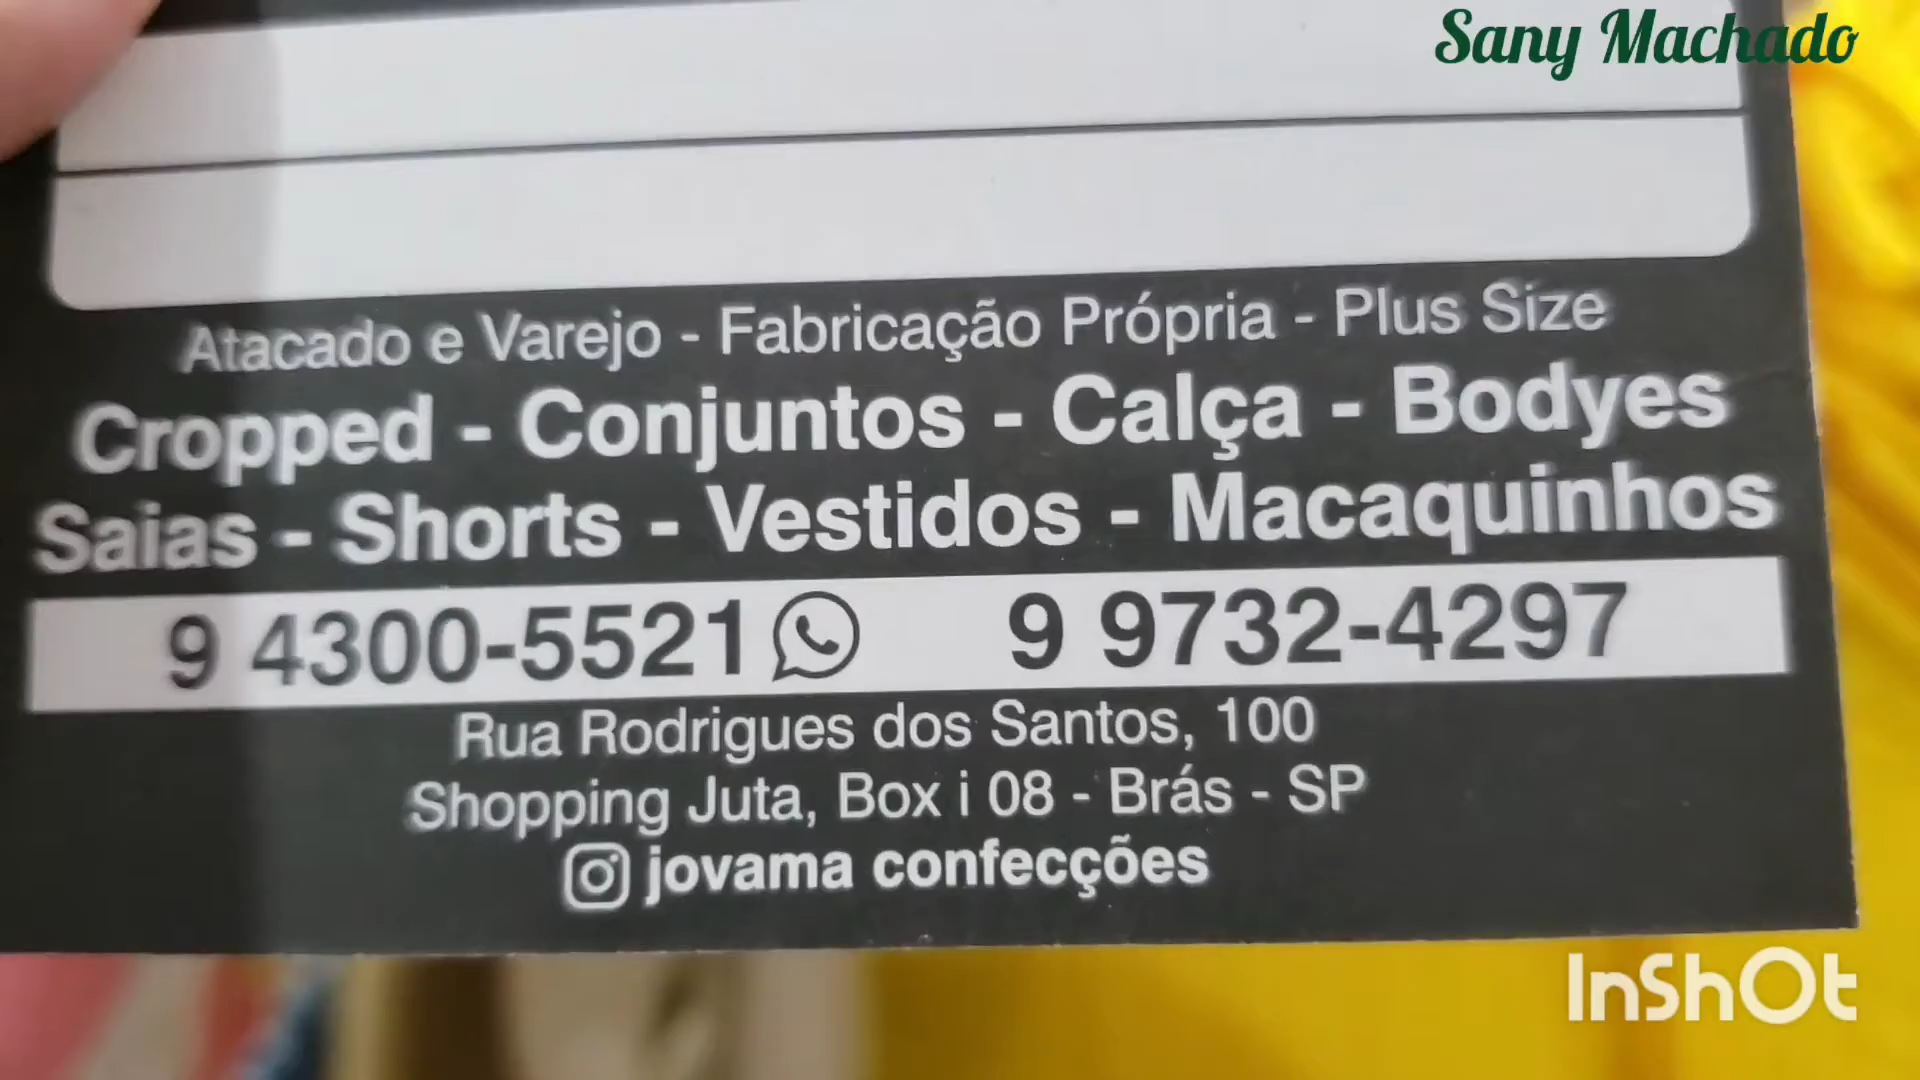 Sany Machado
Atacado e Varejo - Fabricação Própria - Plus Size
Cropped - Conjuntos - Calça - Bodyes
Saias - Shorts - Vestidos - Macaquinhos
9 4300-5521 9 9732-4297
Rua Rodrigues dos Santos, 100
Shopping Juta, Box i 08 - Brás - SP
jovama confecções
InShOt